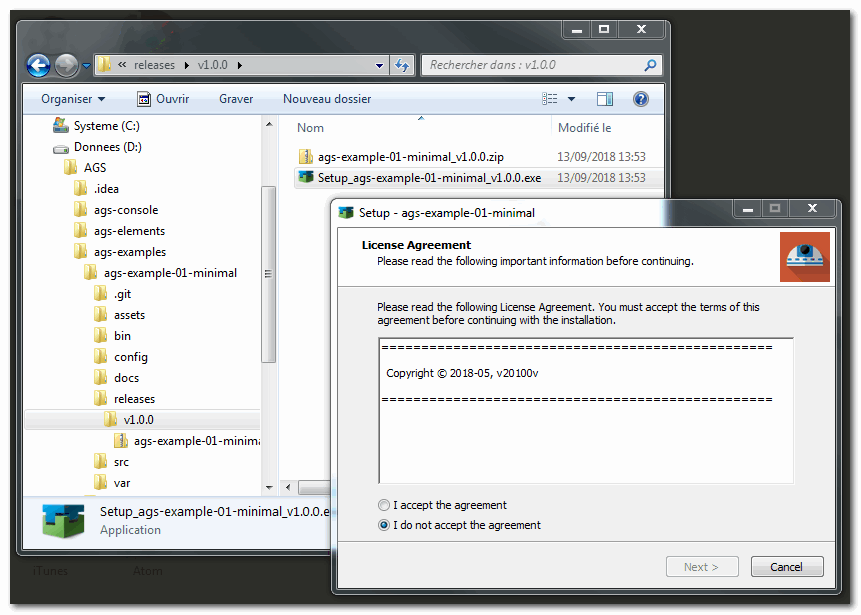 « releases ▸ v1.0.0 ▸
Rechercher dans : v1.0.0
Organiser
Ouvrir
Graver
Nouveau dossier
Systeme (C:)
Donnees (D:)
AGS
.idea
ags-console
ags-elements
ags-examples
ags-example-01-minimal
.git
assets
bin
config
docs
releases
v1.0.0
ags-example-01-minima
src
var
Nom
Modifié le
ags-example-01-minimal_v1.0.0.zip
13/09/2018 13:53
Setup_ags-example-01-minimal_v1.0.0.exe
13/09/2018 13:53
Setup_ags-example-01-minimal_v1.0.0.e
Application
Setup - ags-example-01-minimal
License Agreement
Please read the following important information before continuing.
Please read the following License Agreement. You must accept the terms of this
agreement before continuing with the installation.
=================================================
Copyright © 2018-05, v20100v
=================================================
I accept the agreement
I do not accept the agreement
Next >
Cancel
iTunes
Atom